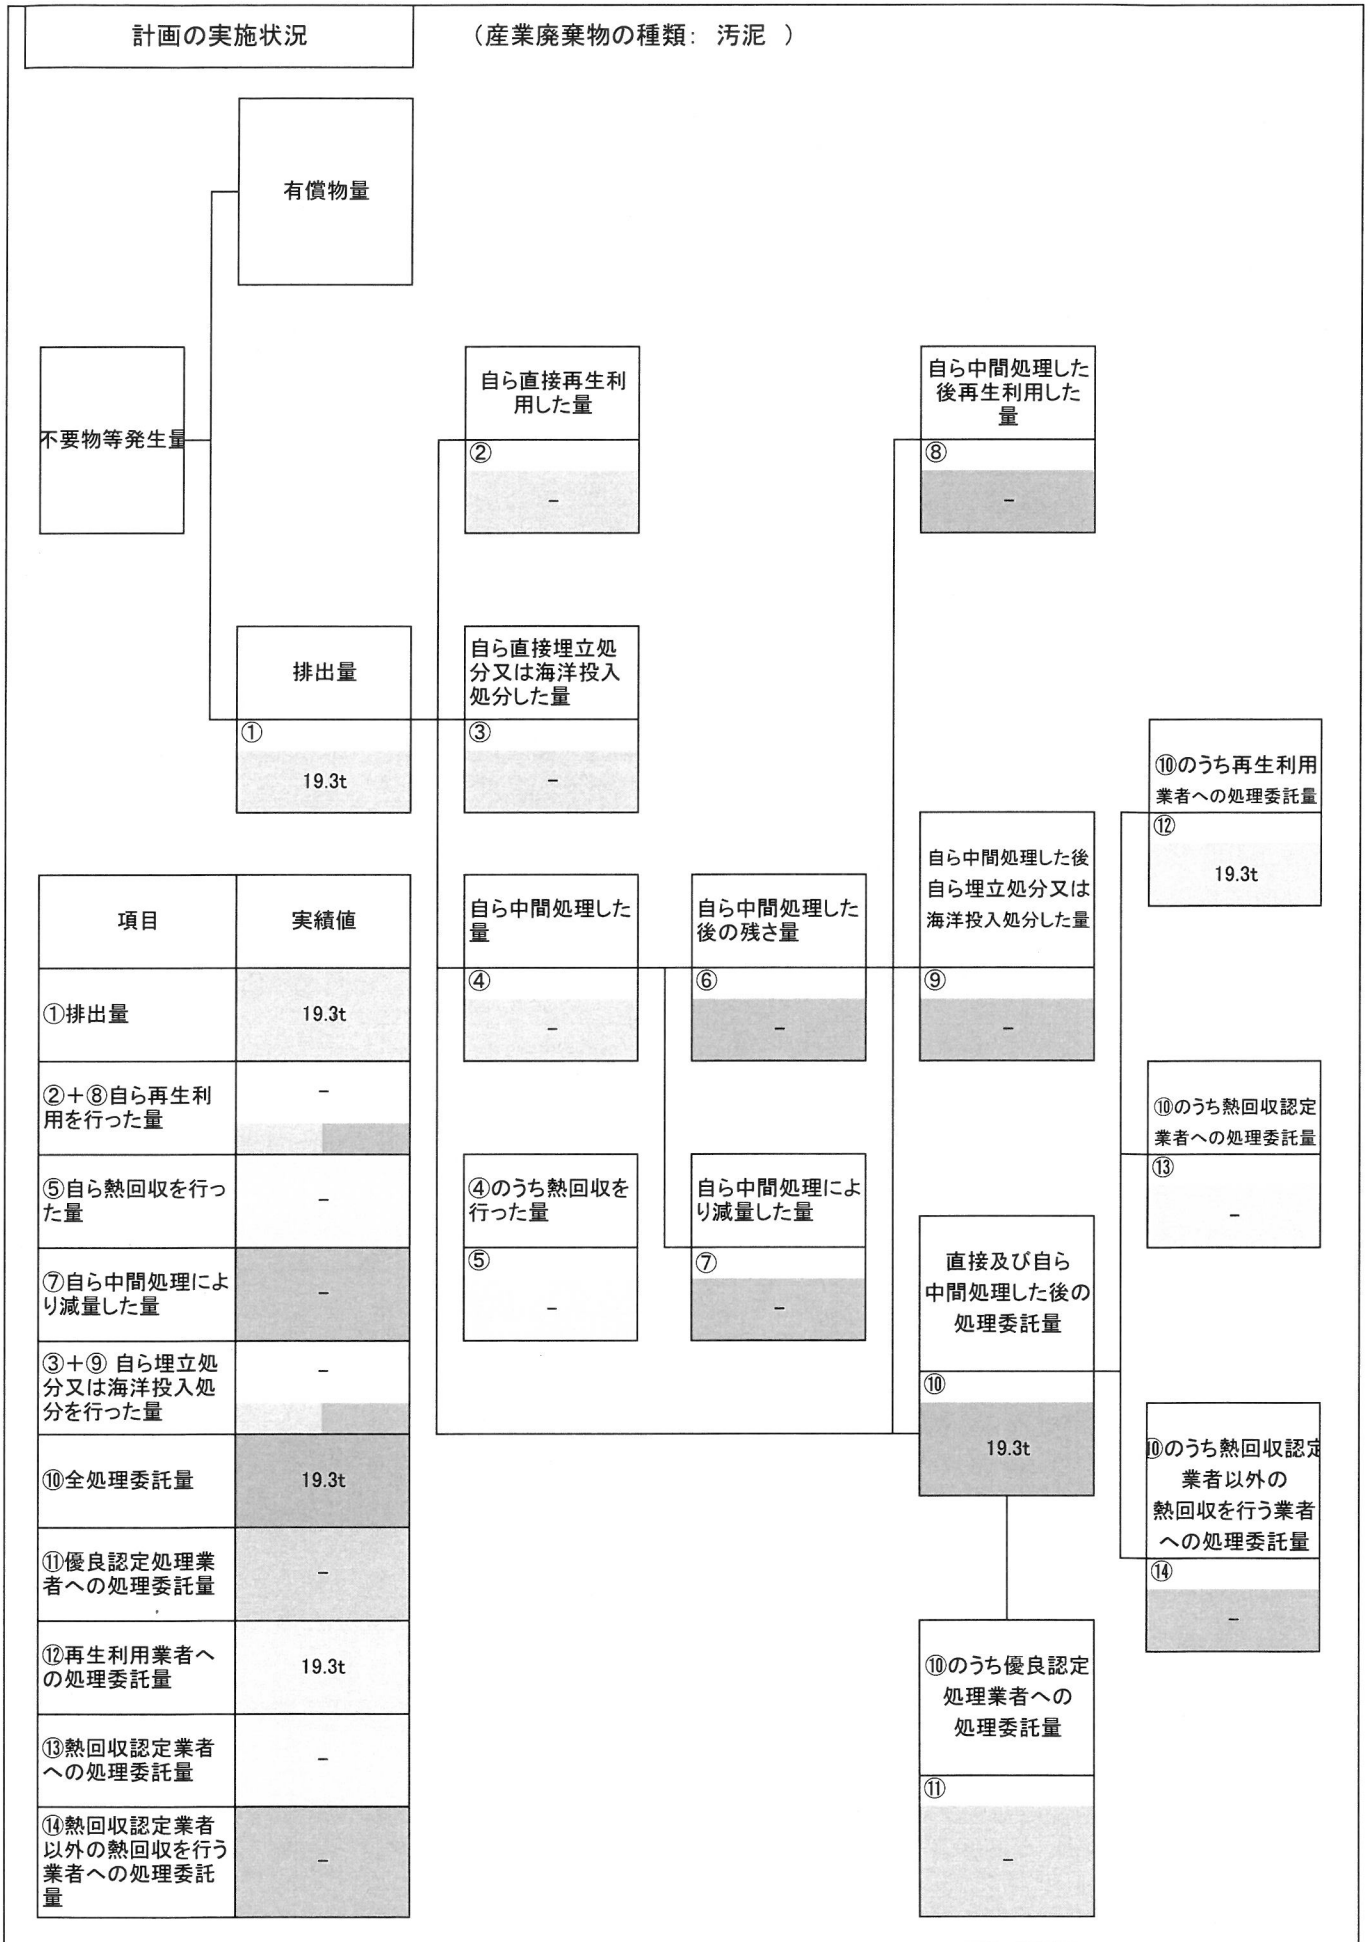 計画の実施状況
（産業廃棄物の種類： 汚泥 ）
有償物量
不要物等発生量
自ら直接再生利
用した量
②
–
自ら中間処理した
後再生利用した
量
⑧
–
排出量
①
19.3t
自ら直接埋立処
分又は海洋投入
処分した量
③
–
⑩のうち再生利用
業者への処理委託量
⑫
19.3t
自ら中間処理した
量
④
–
自ら中間処理した
後の残さ量
⑥
–
自ら中間処理した後
自ら埋立処分又は
海洋投入処分した量
⑨
–
⑩のうち熱回収認定
業者への処理委託量
⑬
–
④のうち熱回収を
行った量
⑤
–
自ら中間処理によ
り減量した量
⑦
–
直接及び自ら
中間処理した後の
処理委託量
⑩
19.3t
⑩のうち熱回収認定
業者以外の
熱回収を行う業者
への処理委託量
⑭
–
⑩のうち優良認定
処理業者への
処理委託量
⑪
–
項目
実績値
①排出量
19.3t
②＋⑧自ら再生利
用を行った量
–
⑤自ら熱回収を行っ
た量
–
⑦自ら中間処理によ
り減量した量
–
③＋⑨ 自ら埋立処
分又は海洋投入処
分を行った量
–
⑩全処理委託量
19.3t
⑪優良認定処理業
者への処理委託量
–
⑫再生利用業者へ
の処理委託量
19.3t
⑬熱回収認定業者
への処理委託量
–
⑭熱回収認定業者
以外の熱回収を行う
業者への処理委託
量
–